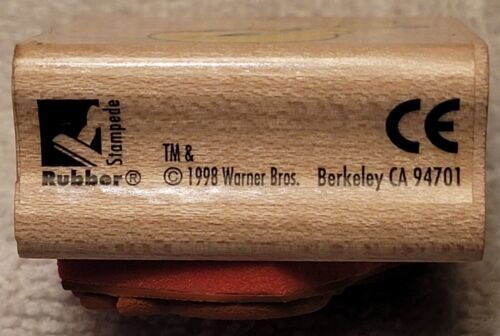 Rubber® Stampede
CE
TM &
© 1998 Warner Bros. Berkeley CA 94701